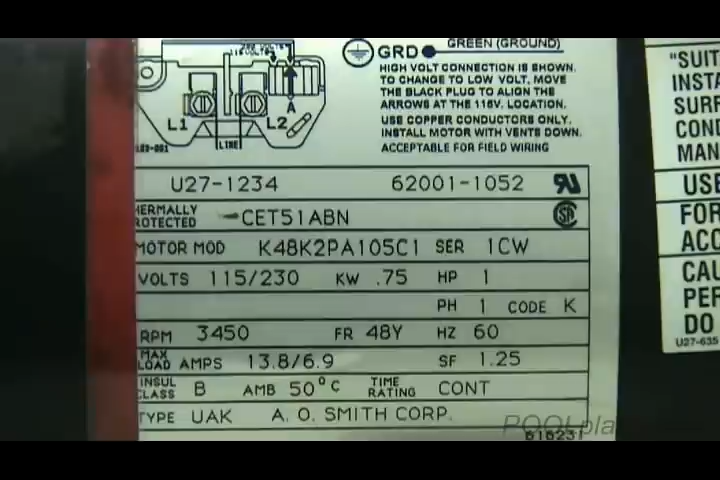 230 VOLTS
115 VOLTS
GRD GREEN (GROUND)
HIGH VOLT CONNECTION IS SHOWN.
TO CHANGE TO LOW VOLT, MOVE
THE BLACK PLUG TO ALIGN THE
ARROWS AT THE 115V. LOCATION.
USE COPPER CONDUCTORS ONLY.
INSTALL MOTOR WITH VENTS DOWN.
ACCEPTABLE FOR FIELD WIRING
A
L1 L2
LINE
U27-1234 62001-1052
THERMALLY
PROTECTED CET51ABN
MOTOR MOD K48K2PA105C1 SER 1CW
VOLTS 115/230 KW .75 HP 1
PH 1 CODE K
RPM 3450 FR 48Y HZ 60
MAX
LOAD AMPS 13.8/6.9 SF 1.25
INSUL
CLASS B AMB 50°C TIME
RATING CONT
TYPE UAK A. O. SMITH CORP.
"SUIT
INSTA
SURF
CONE
MAN
USE
FOR
ACC
CAU
PER
DO
U27-635
POOLpla